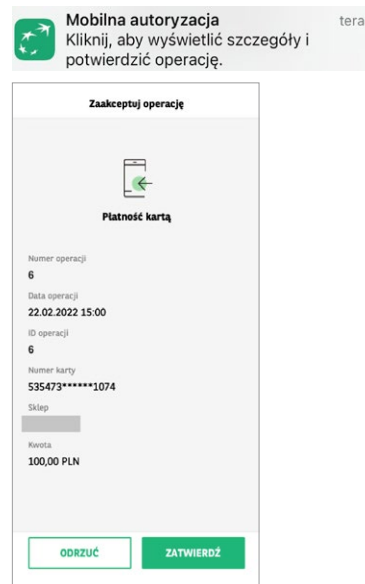 Mobilna autoryzacja
tera
Kliknij, aby wyświetlić szczegóły i
potwierdzić operację.
Zaakceptuj operację
Płatność kartą
Numer operacji
6
Data operacji
22.02.2022 15:00
ID operacji
6
Numer karty
535473******1074
Sklep
Kwota
100,00 PLN
ODRZUĆ
ZATWIERDŹ